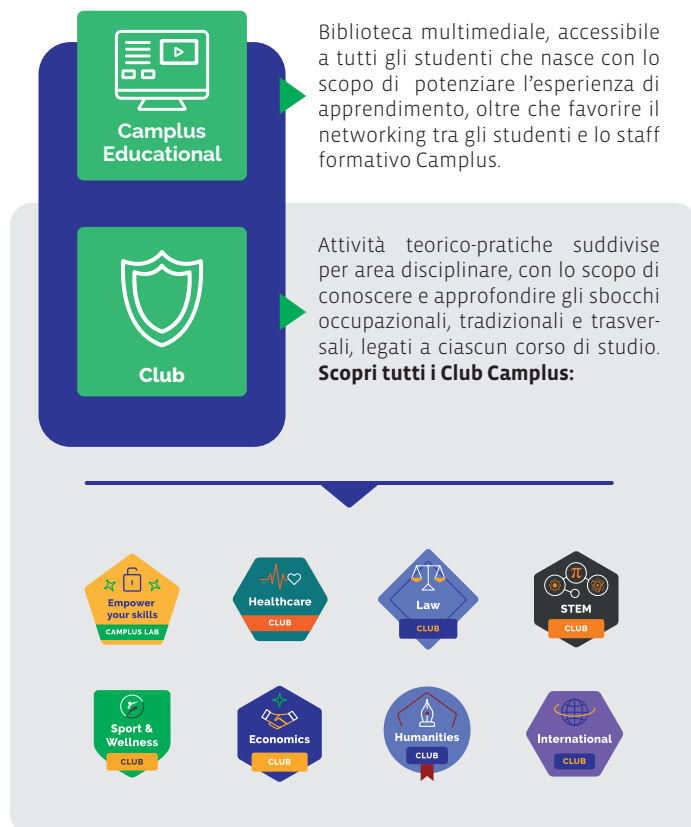 Camplus
Educational
Biblioteca multimediale, accessibile
a tutti gli studenti che nasce con lo
scopo di potenziare l’esperienza di
apprendimento, oltre che favorire il
networking tra gli studenti e lo staff
formativo Camplus.
Club
Attività teorico-pratiche suddivise
per area disciplinare, con lo scopo di
conoscere e approfondire gli sbocchi
occupazionali, tradizionali e trasver-
sali, legati a ciascun corso di studio.
Scopri tutti i Club Camplus:
Empower
your skills
CAMPLUS LAB
Healthcare
CLUB
Law
CLUB
π
STEM
CLUB
Sport &
Wellness
CLUB
Economics
CLUB
Humanities
CLUB
International
CLUB